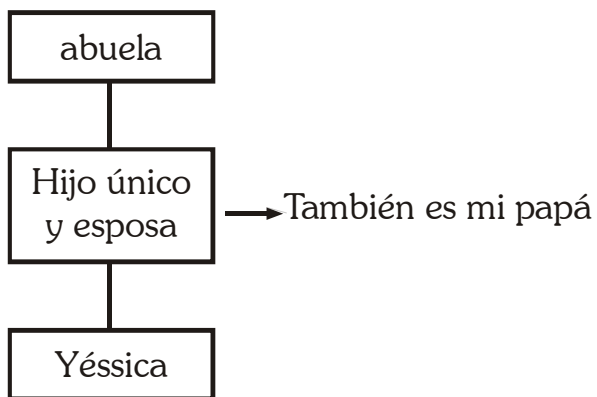 abuela
Hijo único
y esposa
También es mi papá
Yéssica